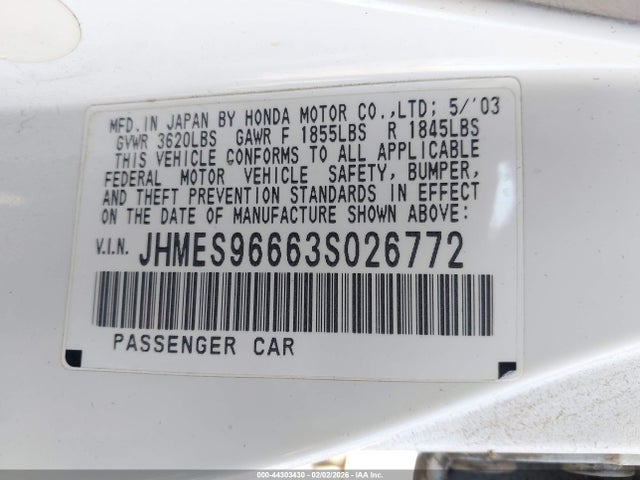 MFD.IN JAPAN BY HONDA MOTOR CO.,LTD; 5/'03
GVWR 3620LBS GAWR F 1855LBS R 1845LBS
THIS VEHICLE CONFORMS TO ALL APPLICABLE
FEDERAL MOTOR VEHICLE SAFETY, BUMPER,
AND THEFT PREVENTION STANDARDS IN EFFECT
ON THE DATE OF MANUFACTURE SHOWN ABOVE:
V.I.N. JHMES96663S026772
PASSENGER CAR
000-44303430 - 02/02/2026 - IAAI.COM